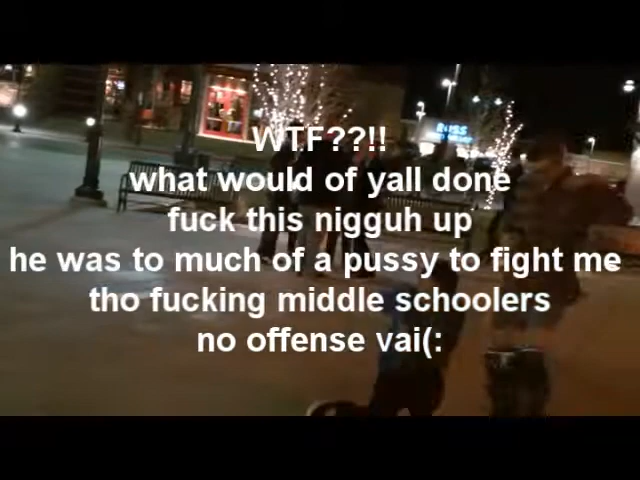 ROSS
WTF??!!
what would of yall done
fuck this nigguh up
he was to much of a pussy to fight me
tho fucking middle schoolers
no offense vai(: